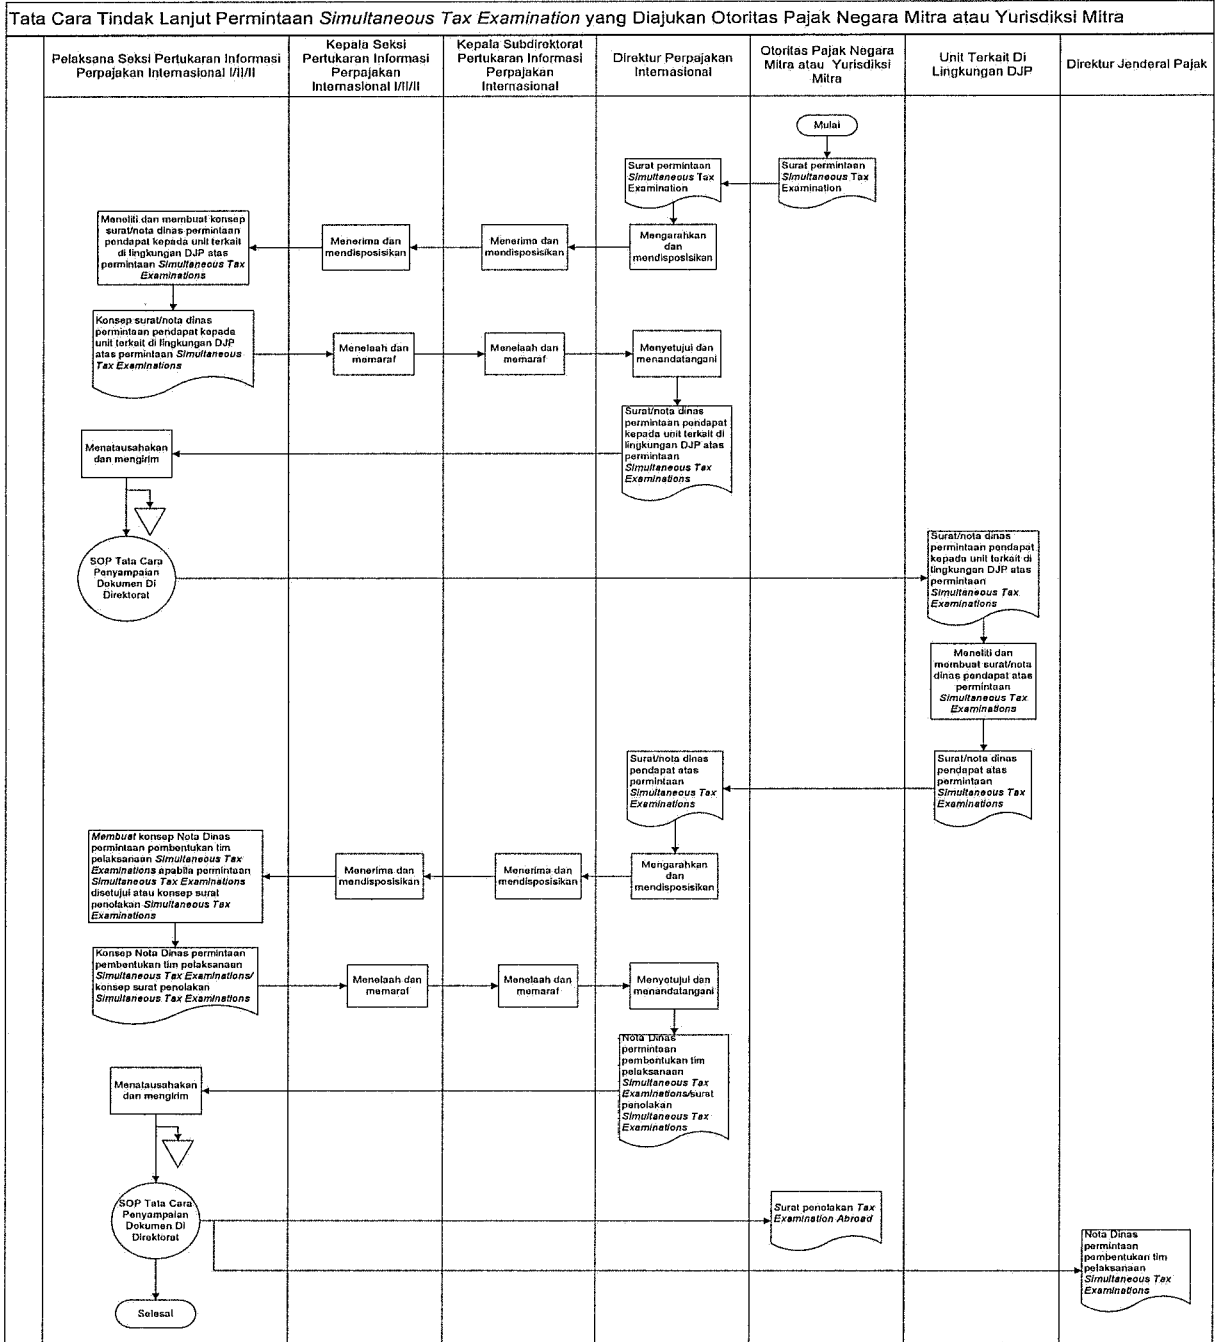 Tata Cara Tindak Lanjut Permintaan Simultaneous Tax Examination yang Diajukan Otoritas Pajak Negara Mitra atau Yurisdiksi Mitra
Pelaksana Seksi Pertukaran Informasi
Perpajakan Internasional I/II/II
Kepala Seksi
Pertukaran Informasi
Perpajakan
Internasional I/II/II
Kepala Subdirektorat
Pertukaran Informasi
Perpajakan
Internasional
Direktur Perpajakan
Internasional
Otoritas Pajak Negara
Mitra atau Yurisdiksi
Mitra
Unit Terkait Di
Lingkungan DJP
Direktur Jenderal Pajak
Mulai
Surat permintaan
Simultaneous Tax
Examination
Surat permintaan
Simultaneous Tax
Examination
Mengarahkan
dan
mendisposisikan
Menerima dan
mendisposisikan
Menerima dan
mendisposisikan
Meneliti dan membuat konsep
surat/nota dinas permintaan
pendapat kepada unit terkait
di lingkungan DJP atas
permintaan Simultaneous Tax
Examinations
Konsep surat/nota dinas
permintaan pendapat kepada
unit terkait di lingkungan DJP
atas permintaan Simultaneous
Tax Examinations
Menelaah dan
memaraf
Menelaah dan
memaraf
Menyetujui dan
menandatangani
Surat/nota dinas
permintaan pendapat
kepada unit terkait di
lingkungan DJP atas
permintaan
Simultaneous Tax
Examinations
Menatausahakan
dan mengirim
SOP Tata Cara
Penyampaian
Dokumen Di
Direktorat
Surat/nota dinas
permintaan pendapat
kepada unit terkait di
lingkungan DJP atas
permintaan
Simultaneous Tax
Examinations
Meneliti dan
membuat surat/nota
dinas pendapat atas
permintaan
Simultaneous Tax
Examinations
Surat/nota dinas
pendapat atas
permintaan
Simultaneous Tax
Examinations
Surat/nota dinas
pendapat atas
permintaan
Simultaneous Tax
Examinations
Mengarahkan
dan
mendisposisikan
Menerima dan
mendisposisikan
Menerima dan
mendisposisikan
Membuat konsep Nota Dinas
permintaan pembentukan tim
pelaksanaan Simultaneous Tax
Examinations apabila permintaan
Simultaneous Tax Examinations
disetujui atau konsep surat
penolakan Simultaneous Tax
Examinations
Konsep Nota Dinas permintaan
pembentukan tim pelaksanaan
Simultaneous Tax Examinations/
konsep surat penolakan
Simultaneous Tax Examinations
Menelaah dan
memaraf
Menelaah dan
memaraf
Menyetujui dan
menandatangani
Nota Dinas
permintaan
pembentukan tim
pelaksanaan
Simultaneous Tax
Examinations/surat
penolakan
Simultaneous Tax
Examinations
Menatausahakan
dan mengirim
SOP Tata Cara
Penyampaian
Dokumen Di
Direktorat
Surat penolakan Tax
Examination Abroad
Nota Dinas
permintaan
pembentukan tim
pelaksanaan
Simultaneous Tax
Examinations
Selesai